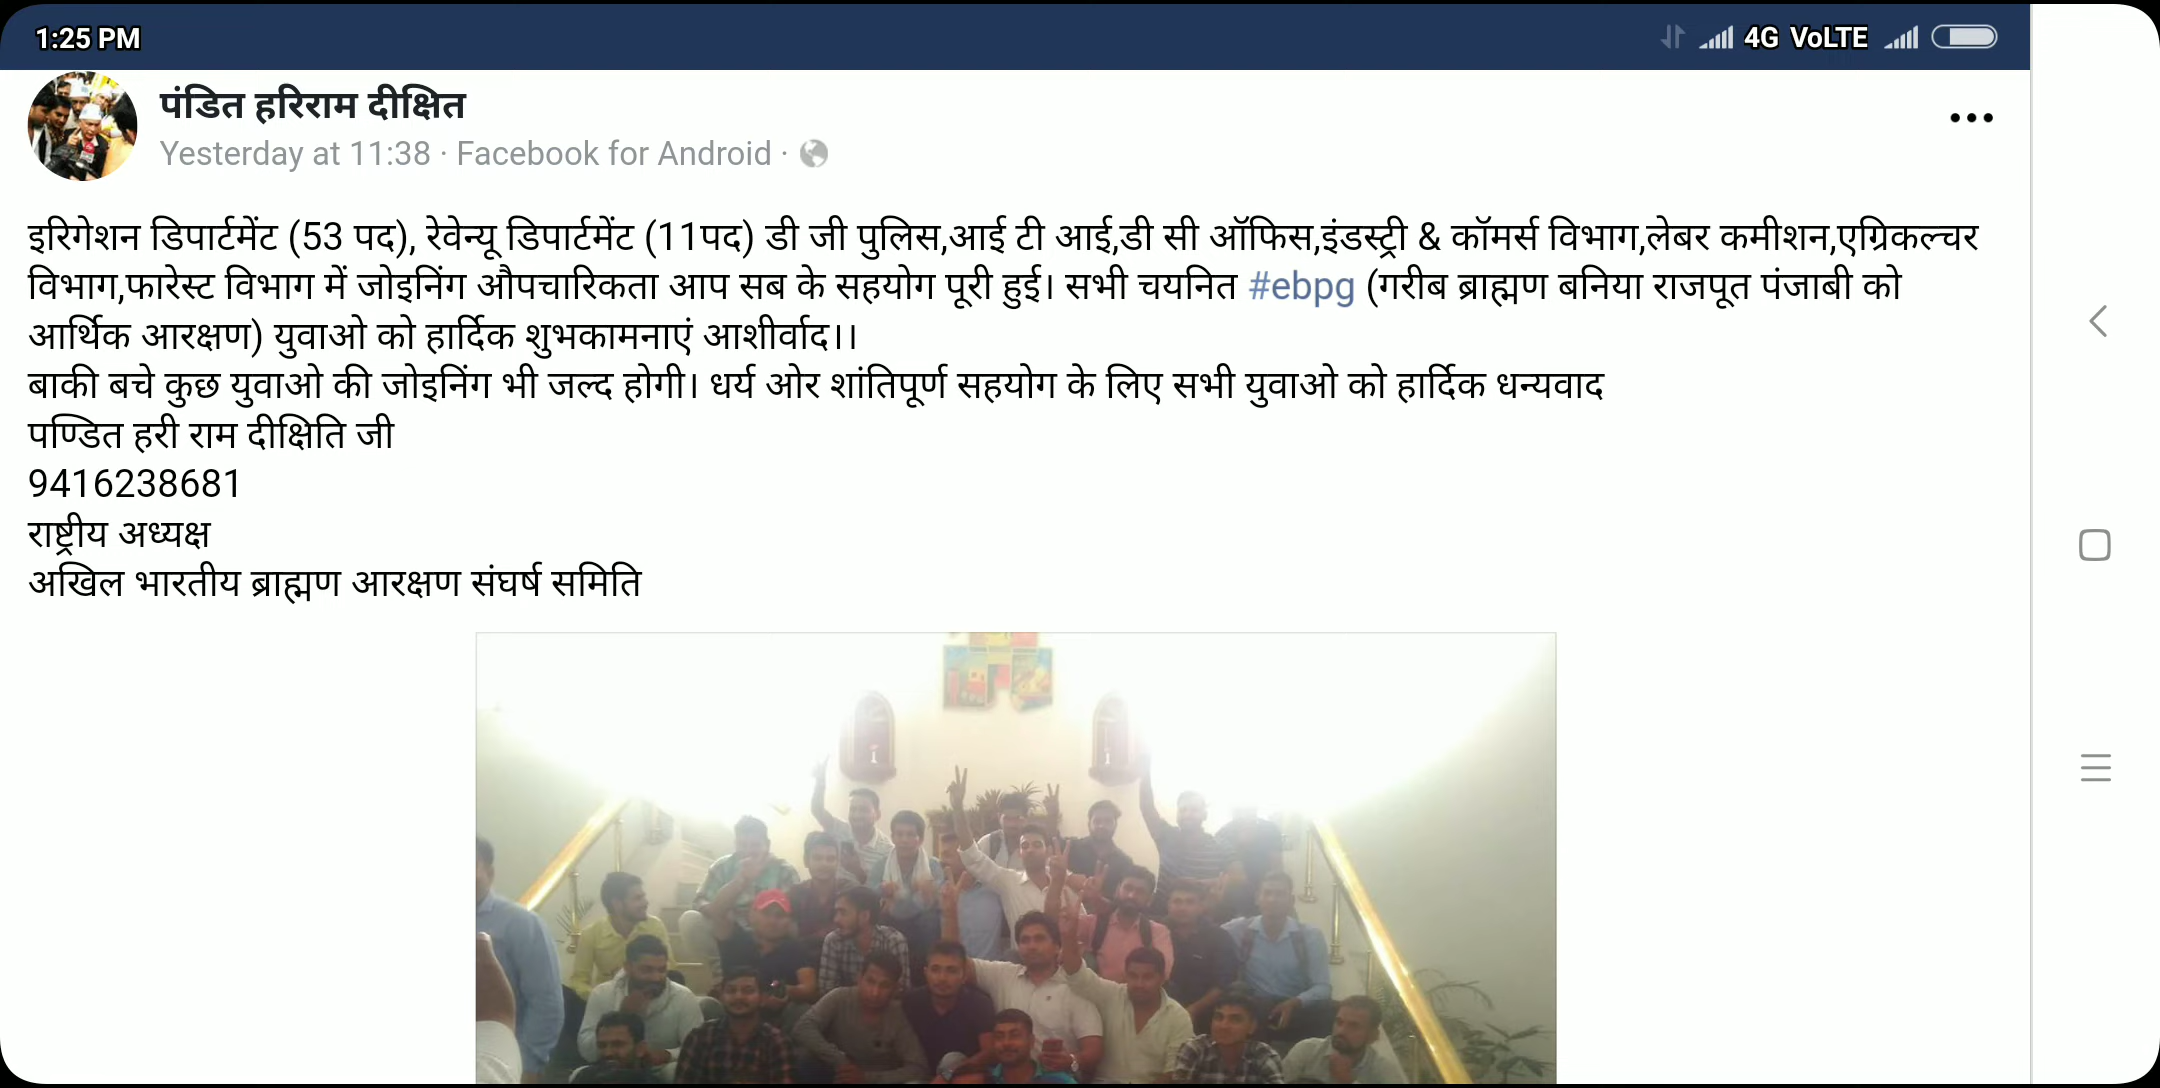 1:25 PM
4G VoLTE
पंडित हरिराम दीक्षित
Yesterday at 11:38 · Facebook for Android ·
इरिगेशन डिपार्टमेंट (53 पद), रेवेन्यू डिपार्टमेंट (11पद) डी जी पुलिस,आई टी आई,डी सी ऑफिस,इंडस्ट्री & कॉमर्स विभाग,लेबर कमीशन,एग्रिकल्चर
विभाग,फारेस्ट विभाग में जोइनिंग औपचारिकता आप सब के सहयोग पूरी हुई। सभी चयनित #ebpg (गरीब ब्राह्मण बनिया राजपूत पंजाबी को
आर्थिक आरक्षण) युवाओ को हार्दिक शुभकामनाएं आशीर्वाद।।
बाकी बचे कुछ युवाओ की जोइनिंग भी जल्द होगी। धर्य ओर शांतिपूर्ण सहयोग के लिए सभी युवाओ को हार्दिक धन्यवाद
पण्डित हरी राम दीक्षिति जी
9416238681
राष्ट्रीय अध्यक्ष
अखिल भारतीय ब्राह्मण आरक्षण संघर्ष समिति